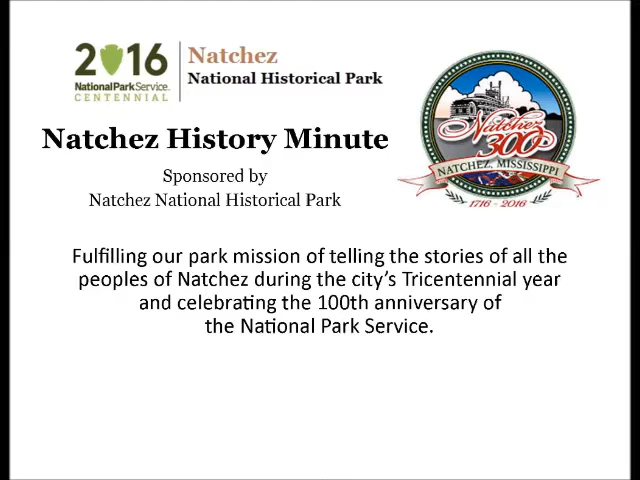 2016
National Park Service
CENTENNIAL
Natchez
National Historical Park
Natchez History Minute
Sponsored by
Natchez National Historical Park
Natchez
300
NATCHEZ, MISSISSIPPI
1716 - 2016
Fulfilling our park mission of telling the stories of all the
peoples of Natchez during the city's Tricentennial year
and celebrating the 100th anniversary of
the National Park Service.